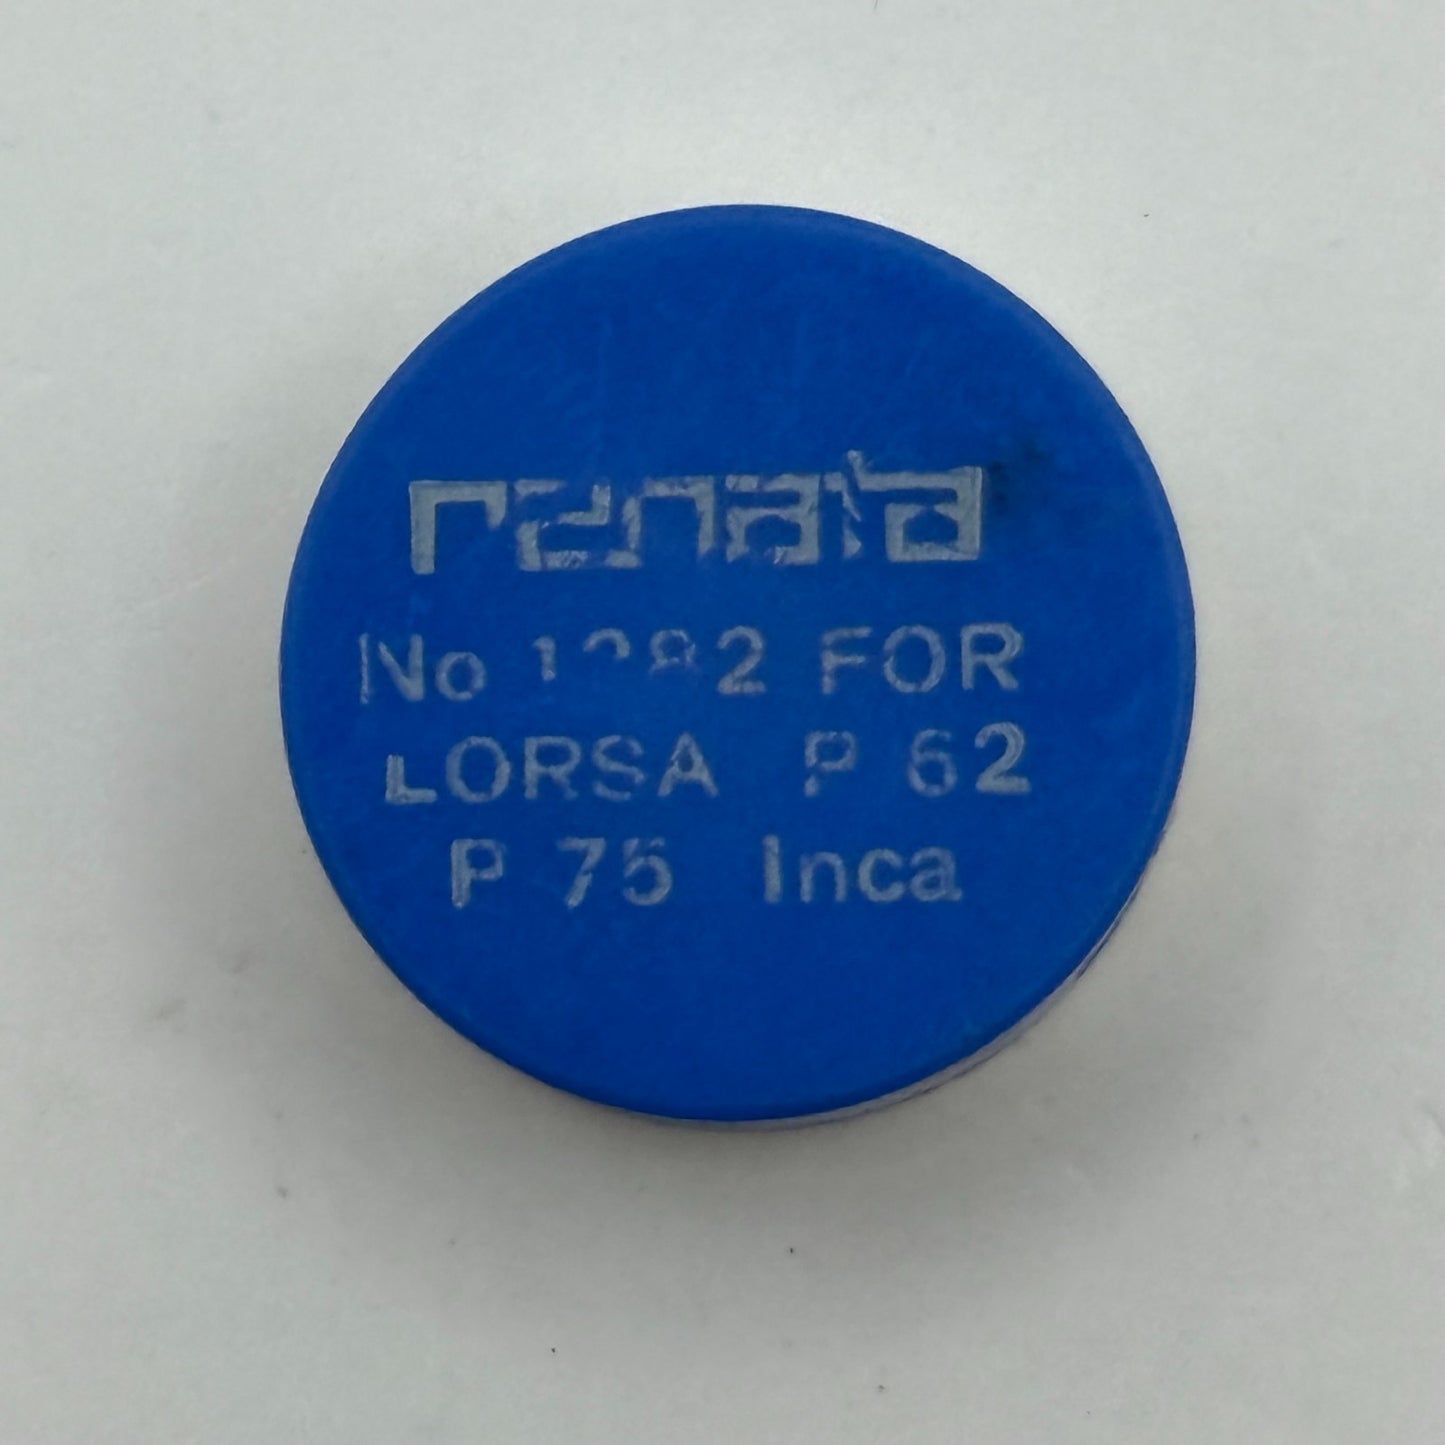 renata
No FOR
LORSA P 62
P 75 Inca